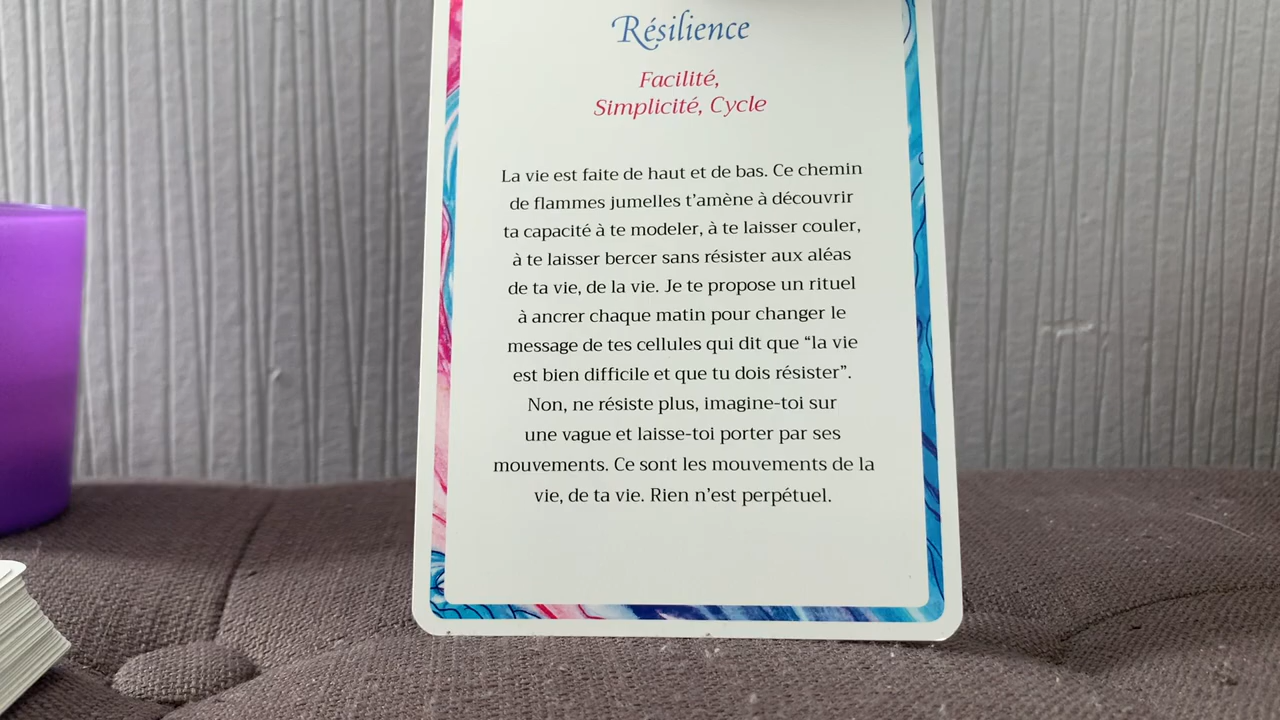 Résilience
Facilité,
Simplicité, Cycle
La vie est faite de haut et de bas. Ce chemin
de flammes jumelles t’amène à découvrir
ta capacité à te modeler, à te laisser couler,
à te laisser bercer sans résister aux aléas
de ta vie, de la vie. Je te propose un rituel
à ancrer chaque matin pour changer le
message de tes cellules qui dit que “la vie
est bien difficile et que tu dois résister”.
Non, ne résiste plus, imagine-toi sur
une vague et laisse-toi porter par ses
mouvements. Ce sont les mouvements de la
vie, de ta vie. Rien n’est perpétuel.